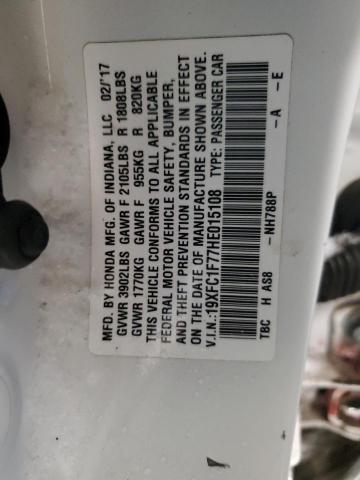 MFD. BY HONDA MFG. OF INDIANA, LLC 02/'17
GVWR 3902LBS GAWR F 2105LBS R 1808LBS
GVWR 1770KG GAWR F 955KG R 820KG
THIS VEHICLE CONFORMS TO ALL APPLICABLE
FEDERAL MOTOR VEHICLE SAFETY, BUMPER,
AND THEFT PREVENTION STANDARDS IN EFFECT
ON THE DATE OF MANUFACTURE SHOWN ABOVE.
V.I.N.:19XFC1F77HE015108 TYPE: PASSENGER CAR
TBC H AS8 -NH788P -A -E